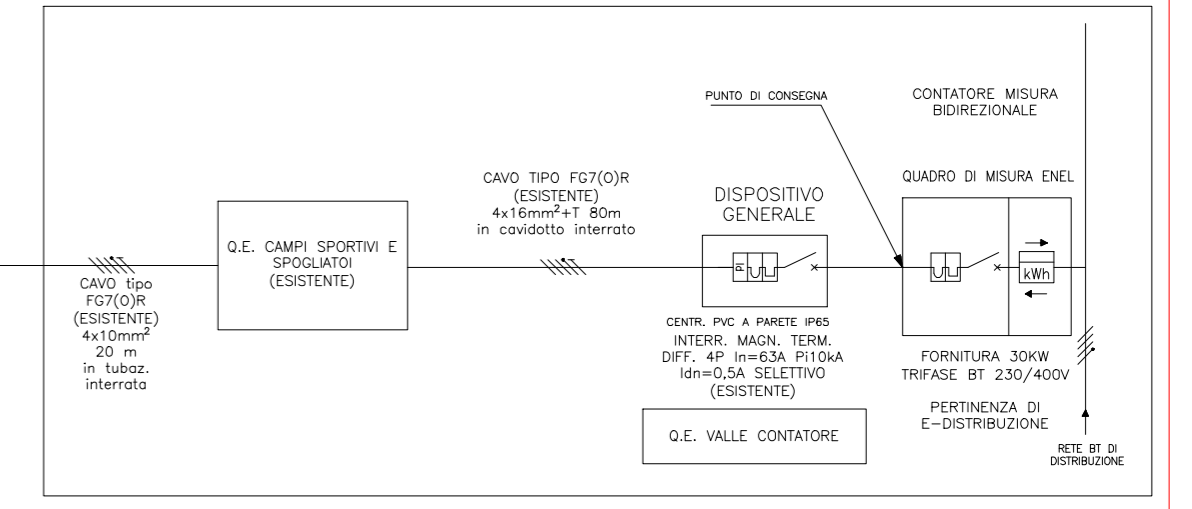 PUNTO DI CONSEGNA
CONTATORE MISURA
BIDIREZIONALE
CAVO TIPO FG7(O)R
(ESISTENTE)
4x16mm²+T 80m
in cavidotto interrato
DISPOSITIVO
GENERALE
QUADRO DI MISURA ENEL
Q.E. CAMPI SPORTIVI E
SPOGLIATOI
(ESISTENTE)
PI
kWh
CAVO tipo
FG7(O)R
(ESISTENTE)
4x10mm²
20 m
in tubaz.
interrata
CENTR. PVC A PARETE IP65
INTERR. MAGN. TERM.
DIFF. 4P In=63A Pi10kA
Idn=0,5A SELETTIVO
(ESISTENTE)
FORNITURA 30KW
TRIFASE BT 230/400V
PERTINENZA DI
E-DISTRIBUZIONE
Q.E. VALLE CONTATORE
RETE BT DI
DISTRIBUZIONE